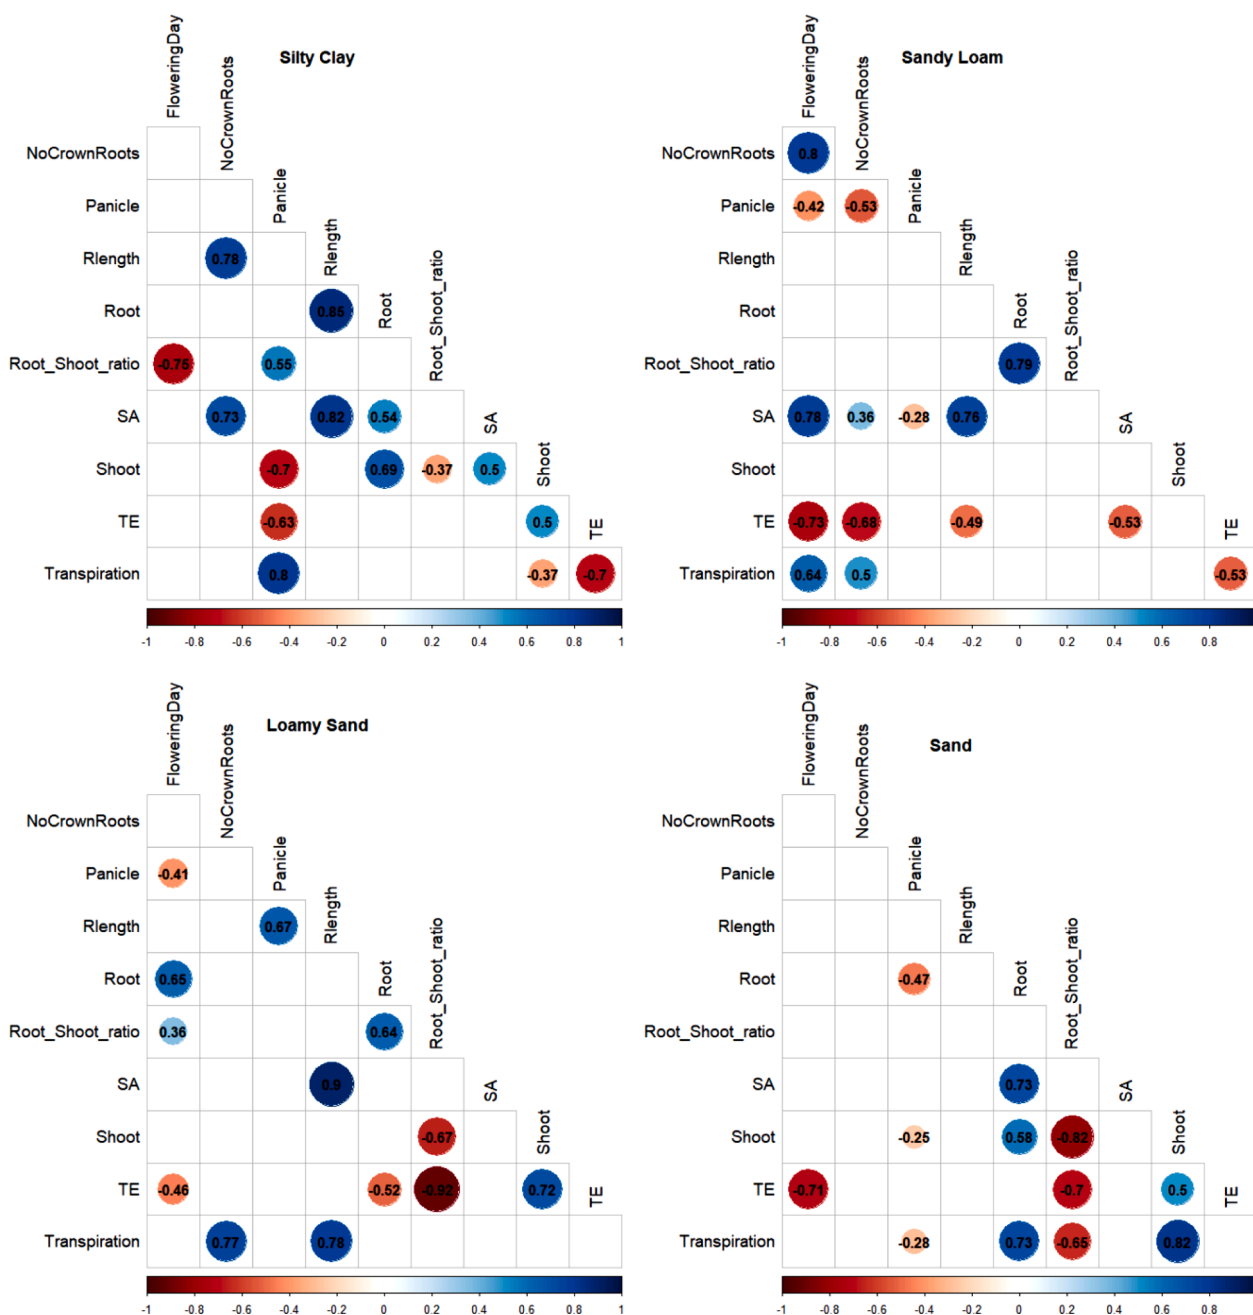 Silty Clay
FloweringDay
NoCrownRoots
Panicle
Rlength
Root
Root_Shoot_ratio
SA
Shoot
TE
NoCrownRoots
Panicle
Rlength 0.78
Root 0.85
Root_Shoot_ratio -0.75 0.55
SA 0.73 0.82 0.54
Shoot -0.7 0.69 -0.37 0.5
TE -0.63 0.5
Transpiration 0.8 -0.37 -0.7
-1 -0.8 -0.6 -0.4 -0.2 0 0.2 0.4 0.6 0.8 1
Sandy Loam
FloweringDay
NoCrownRoots
Panicle
Rlength
Root
Root_Shoot_ratio
SA
Shoot
TE
NoCrownRoots 0.8
Panicle -0.42 -0.53
Rlength
Root
Root_Shoot_ratio 0.79
SA 0.78 0.36 -0.28 0.76
Shoot
TE -0.73 -0.68 -0.49 -0.53
Transpiration 0.64 0.5 -0.53
-1 -0.8 -0.6 -0.4 -0.2 0 0.2 0.4 0.6 0.8
Loamy Sand
FloweringDay
NoCrownRoots
Panicle
Rlength
Root
Root_Shoot_ratio
SA
Shoot
TE
NoCrownRoots
Panicle -0.41
Rlength 0.67
Root 0.65
Root_Shoot_ratio 0.36 0.64
SA 0.9
Shoot -0.67
TE -0.46 -0.52 -0.92 0.72
Transpiration 0.77 0.78
-1 -0.8 -0.6 -0.4 -0.2 0 0.2 0.4 0.6 0.8 1
Sand
FloweringDay
NoCrownRoots
Panicle
Rlength
Root
Root_Shoot_ratio
SA
Shoot
TE
NoCrownRoots
Panicle
Rlength
Root -0.47
Root_Shoot_ratio
SA 0.73
Shoot -0.25 0.58 -0.82
TE -0.71 -0.7 0.5
Transpiration -0.28 0.73 -0.65 0.82
-1 -0.8 -0.6 -0.4 -0.2 0 0.2 0.4 0.6 0.8